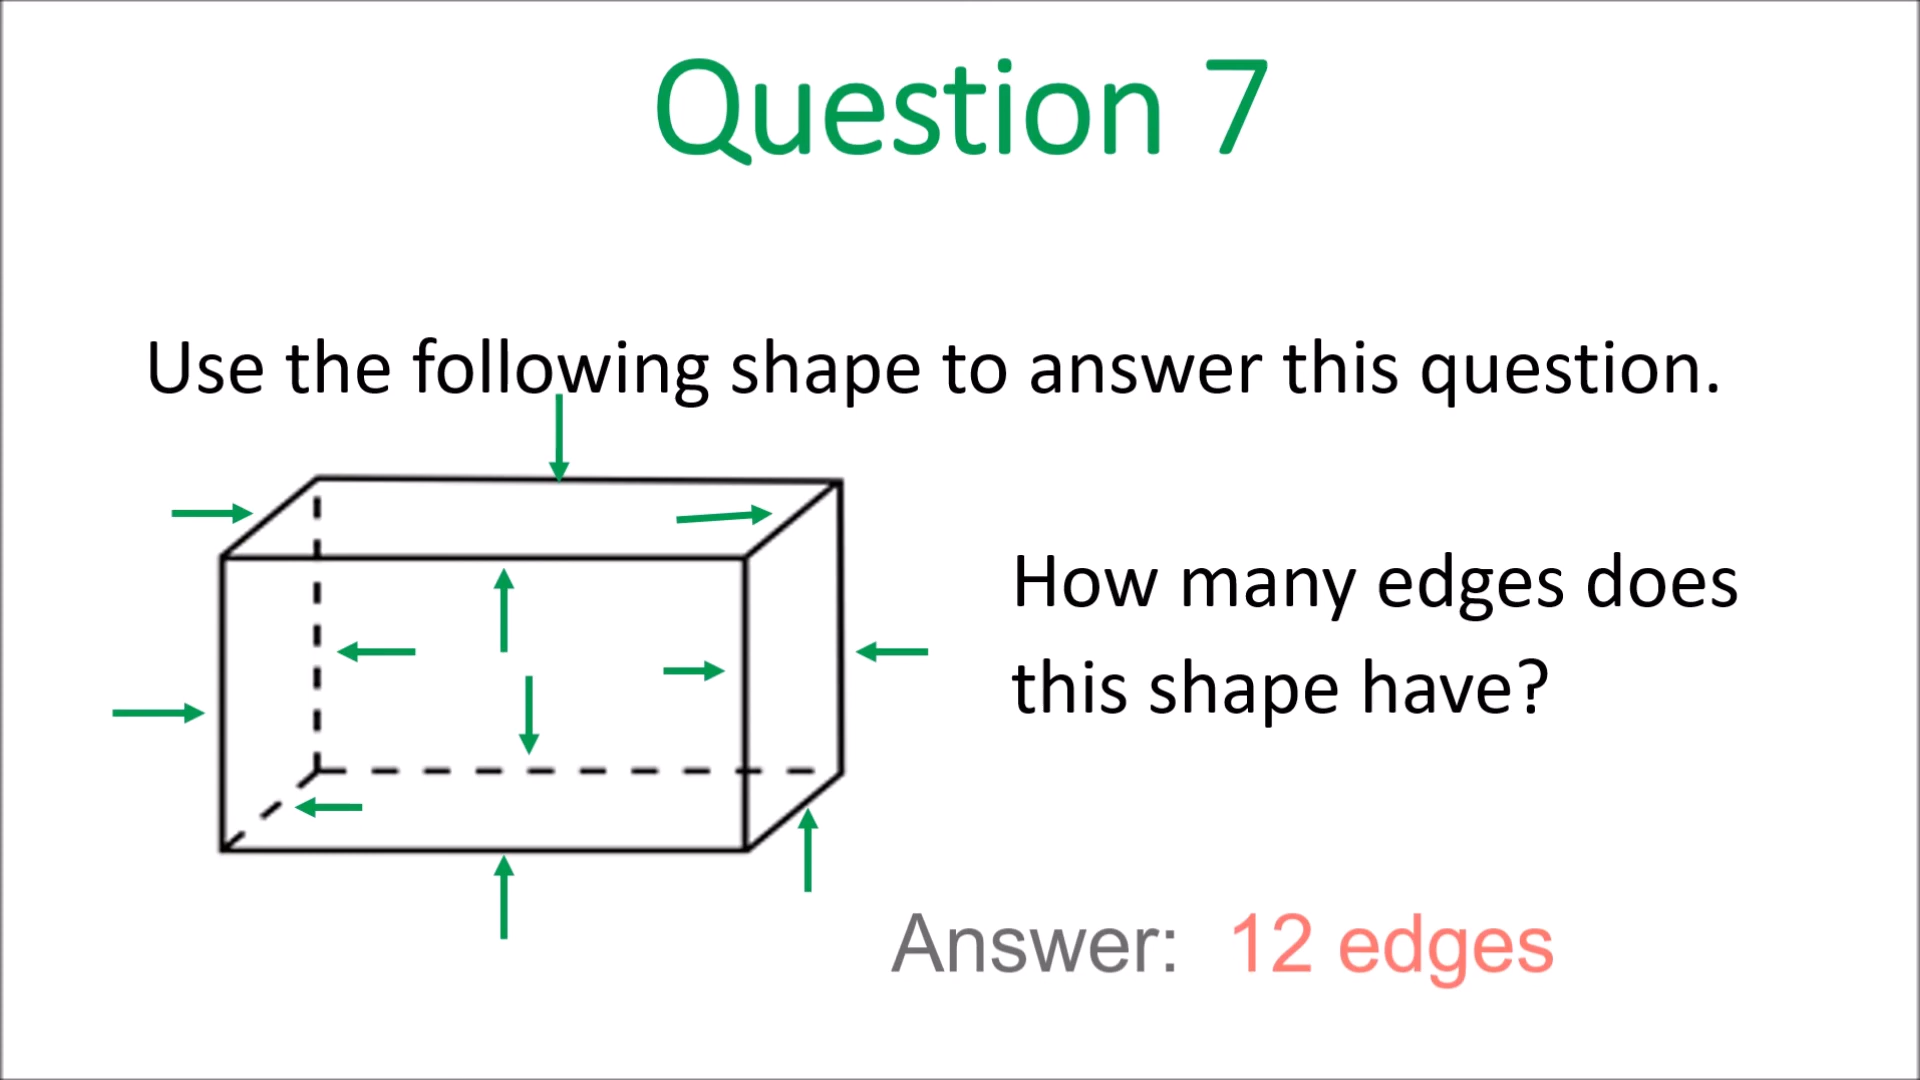 Question 7
Use the following shape to answer this question.
How many edges does
this shape have?
Answer: 12 edges